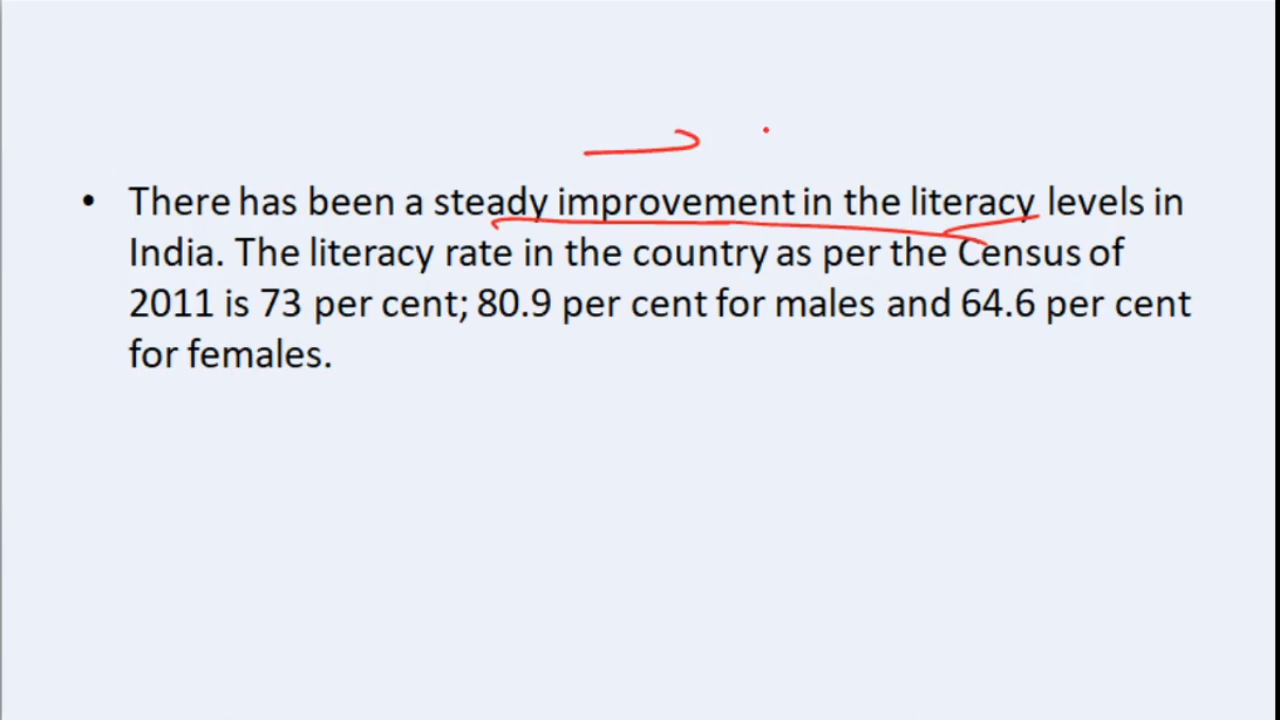 • There has been a steady improvement in the literacy levels in
India. The literacy rate in the country as per the Census of
2011 is 73 per cent; 80.9 per cent for males and 64.6 per cent
for females.